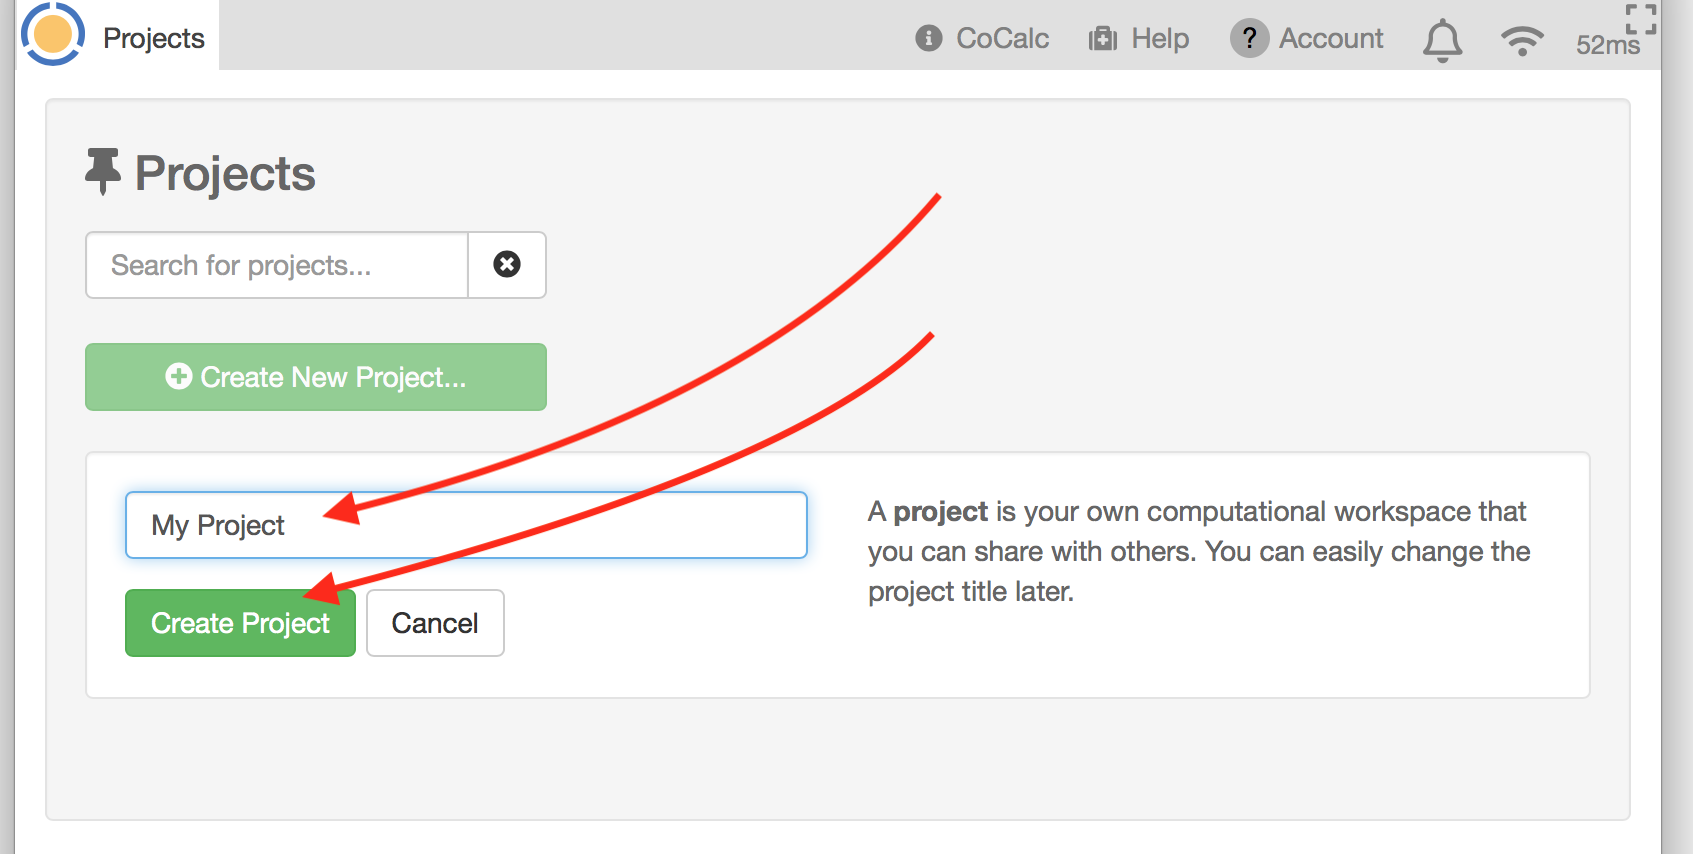 Projects
CoCalc
Help
? Account
52ms
Projects
Search for projects...
Create New Project...
My Project
A project is your own computational workspace that
you can share with others. You can easily change the
project title later.
Create Project
Cancel